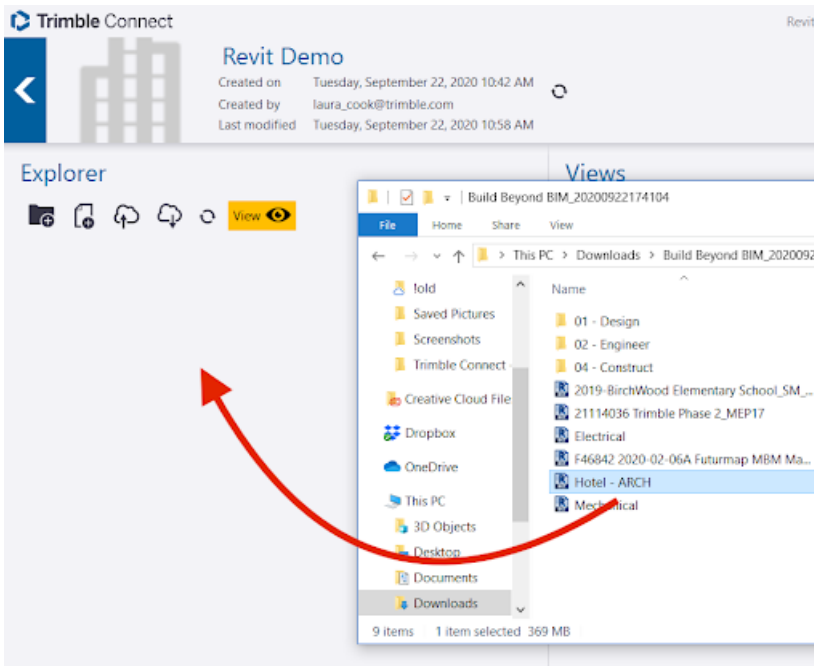 Trimble Connect
Revit
Revit Demo
Created on Tuesday, September 22, 2020 10:42 AM
Created by laura_cook@trimble.com
Last modified Tuesday, September 22, 2020 10:58 AM
Explorer
Views
View
Build Beyond BIM_20200922174104
File Home Share View
This PC > Downloads > Build Beyond BIM_2020092
!old
Saved Pictures
Screenshots
Trimble Connect
Creative Cloud File
Dropbox
OneDrive
This PC
3D Objects
Desktop
Documents
Downloads
Name
01 - Design
02 - Engineer
04 - Construct
2019-BirchWood Elementary School_SM_...
21114036 Trimble Phase 2_MEP17
Electrical
F46842 2020-02-06A Futurmap MBM Ma...
Hotel - ARCH
Mechanical
9 items 1 item selected 369 MB